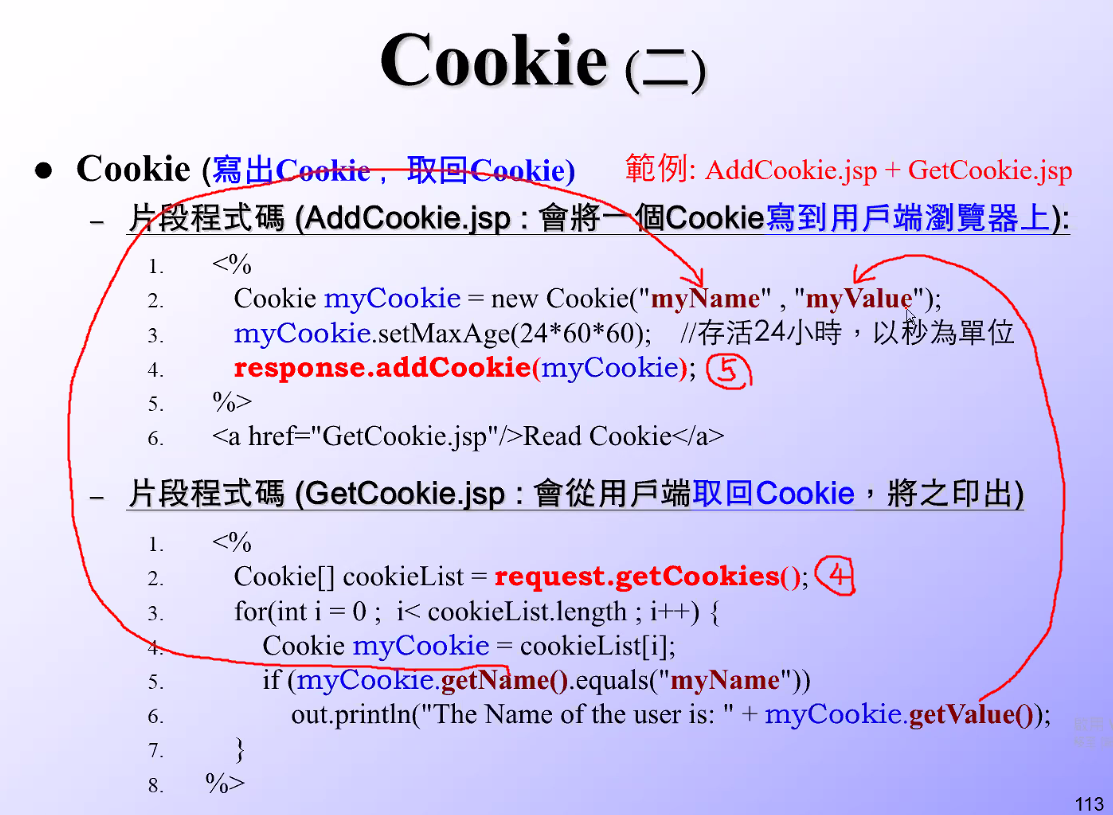 Cookie (二)
● Cookie (寫出Cookie， 取回Cookie) 範例: AddCookie.jsp + GetCookie.jsp
– 片段程式碼 (AddCookie.jsp : 會將一個Cookie寫到用戶端瀏覽器上):
1. <%
2. Cookie myCookie = new Cookie("myName" , "myValue");
3. myCookie.setMaxAge(24*60*60); //存活24小時，以秒為單位
4. response.addCookie(myCookie); ⑤
5. %>
6. <a href="GetCookie.jsp"/>Read Cookie</a>
– 片段程式碼 (GetCookie.jsp : 會從用戶端取回Cookie，將之印出)
1. <%
2. Cookie[] cookieList = request.getCookies(); ④
3. for(int i = 0 ; i< cookieList.length ; i++) {
4. Cookie myCookie = cookieList[i];
5. if (myCookie.getName().equals("myName"))
6. out.println("The Name of the user is: " + myCookie.getValue());
7. }
8. %>
113